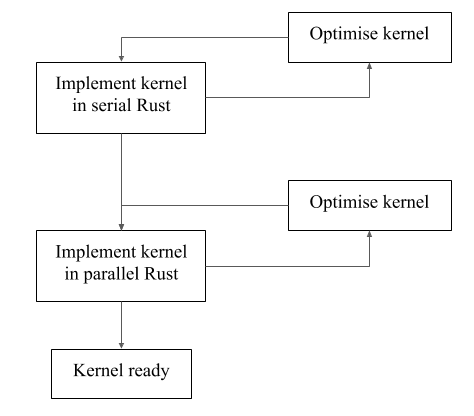 Optimise kernel
Implement kernel
in serial Rust
Optimise kernel
Implement kernel
in parallel Rust
Kernel ready